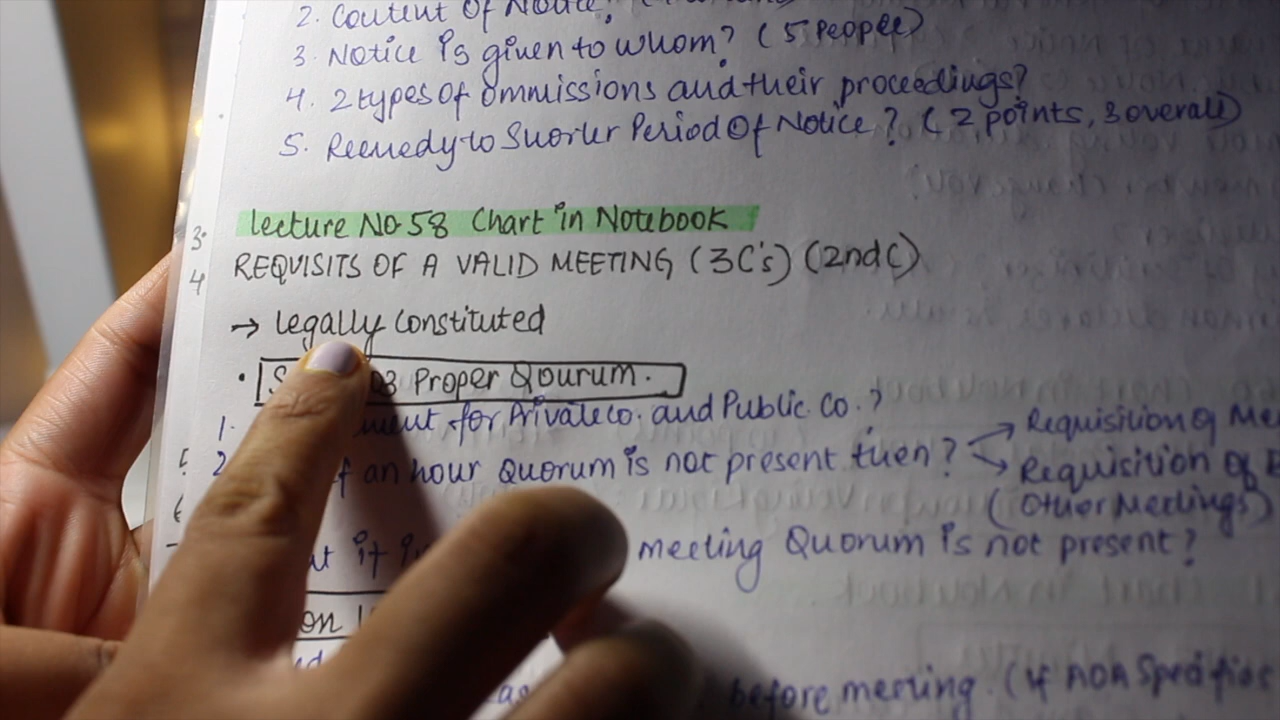 2. Content Of Notice,
3. Notice is given to whom? (5 People)
4. 2 types of ommissions and their proceedings?
5. Remedy to Shorter Period Of Notice? (2 points, 3 overall)
3. lecture No 58 Chart in Notebook
4 REQUISITS OF A VALID MEETING (3C's) (2nd C)
→ legally Constituted
• Proper Qourum.
1. for Private Co. and Public Co.?
2 an hour Quorum is not present then? → Requisition of
→ Requisition of
(Other Meetings)
6
it meeting Quorum is not present?
on
before meeting. (if AOA Specifies